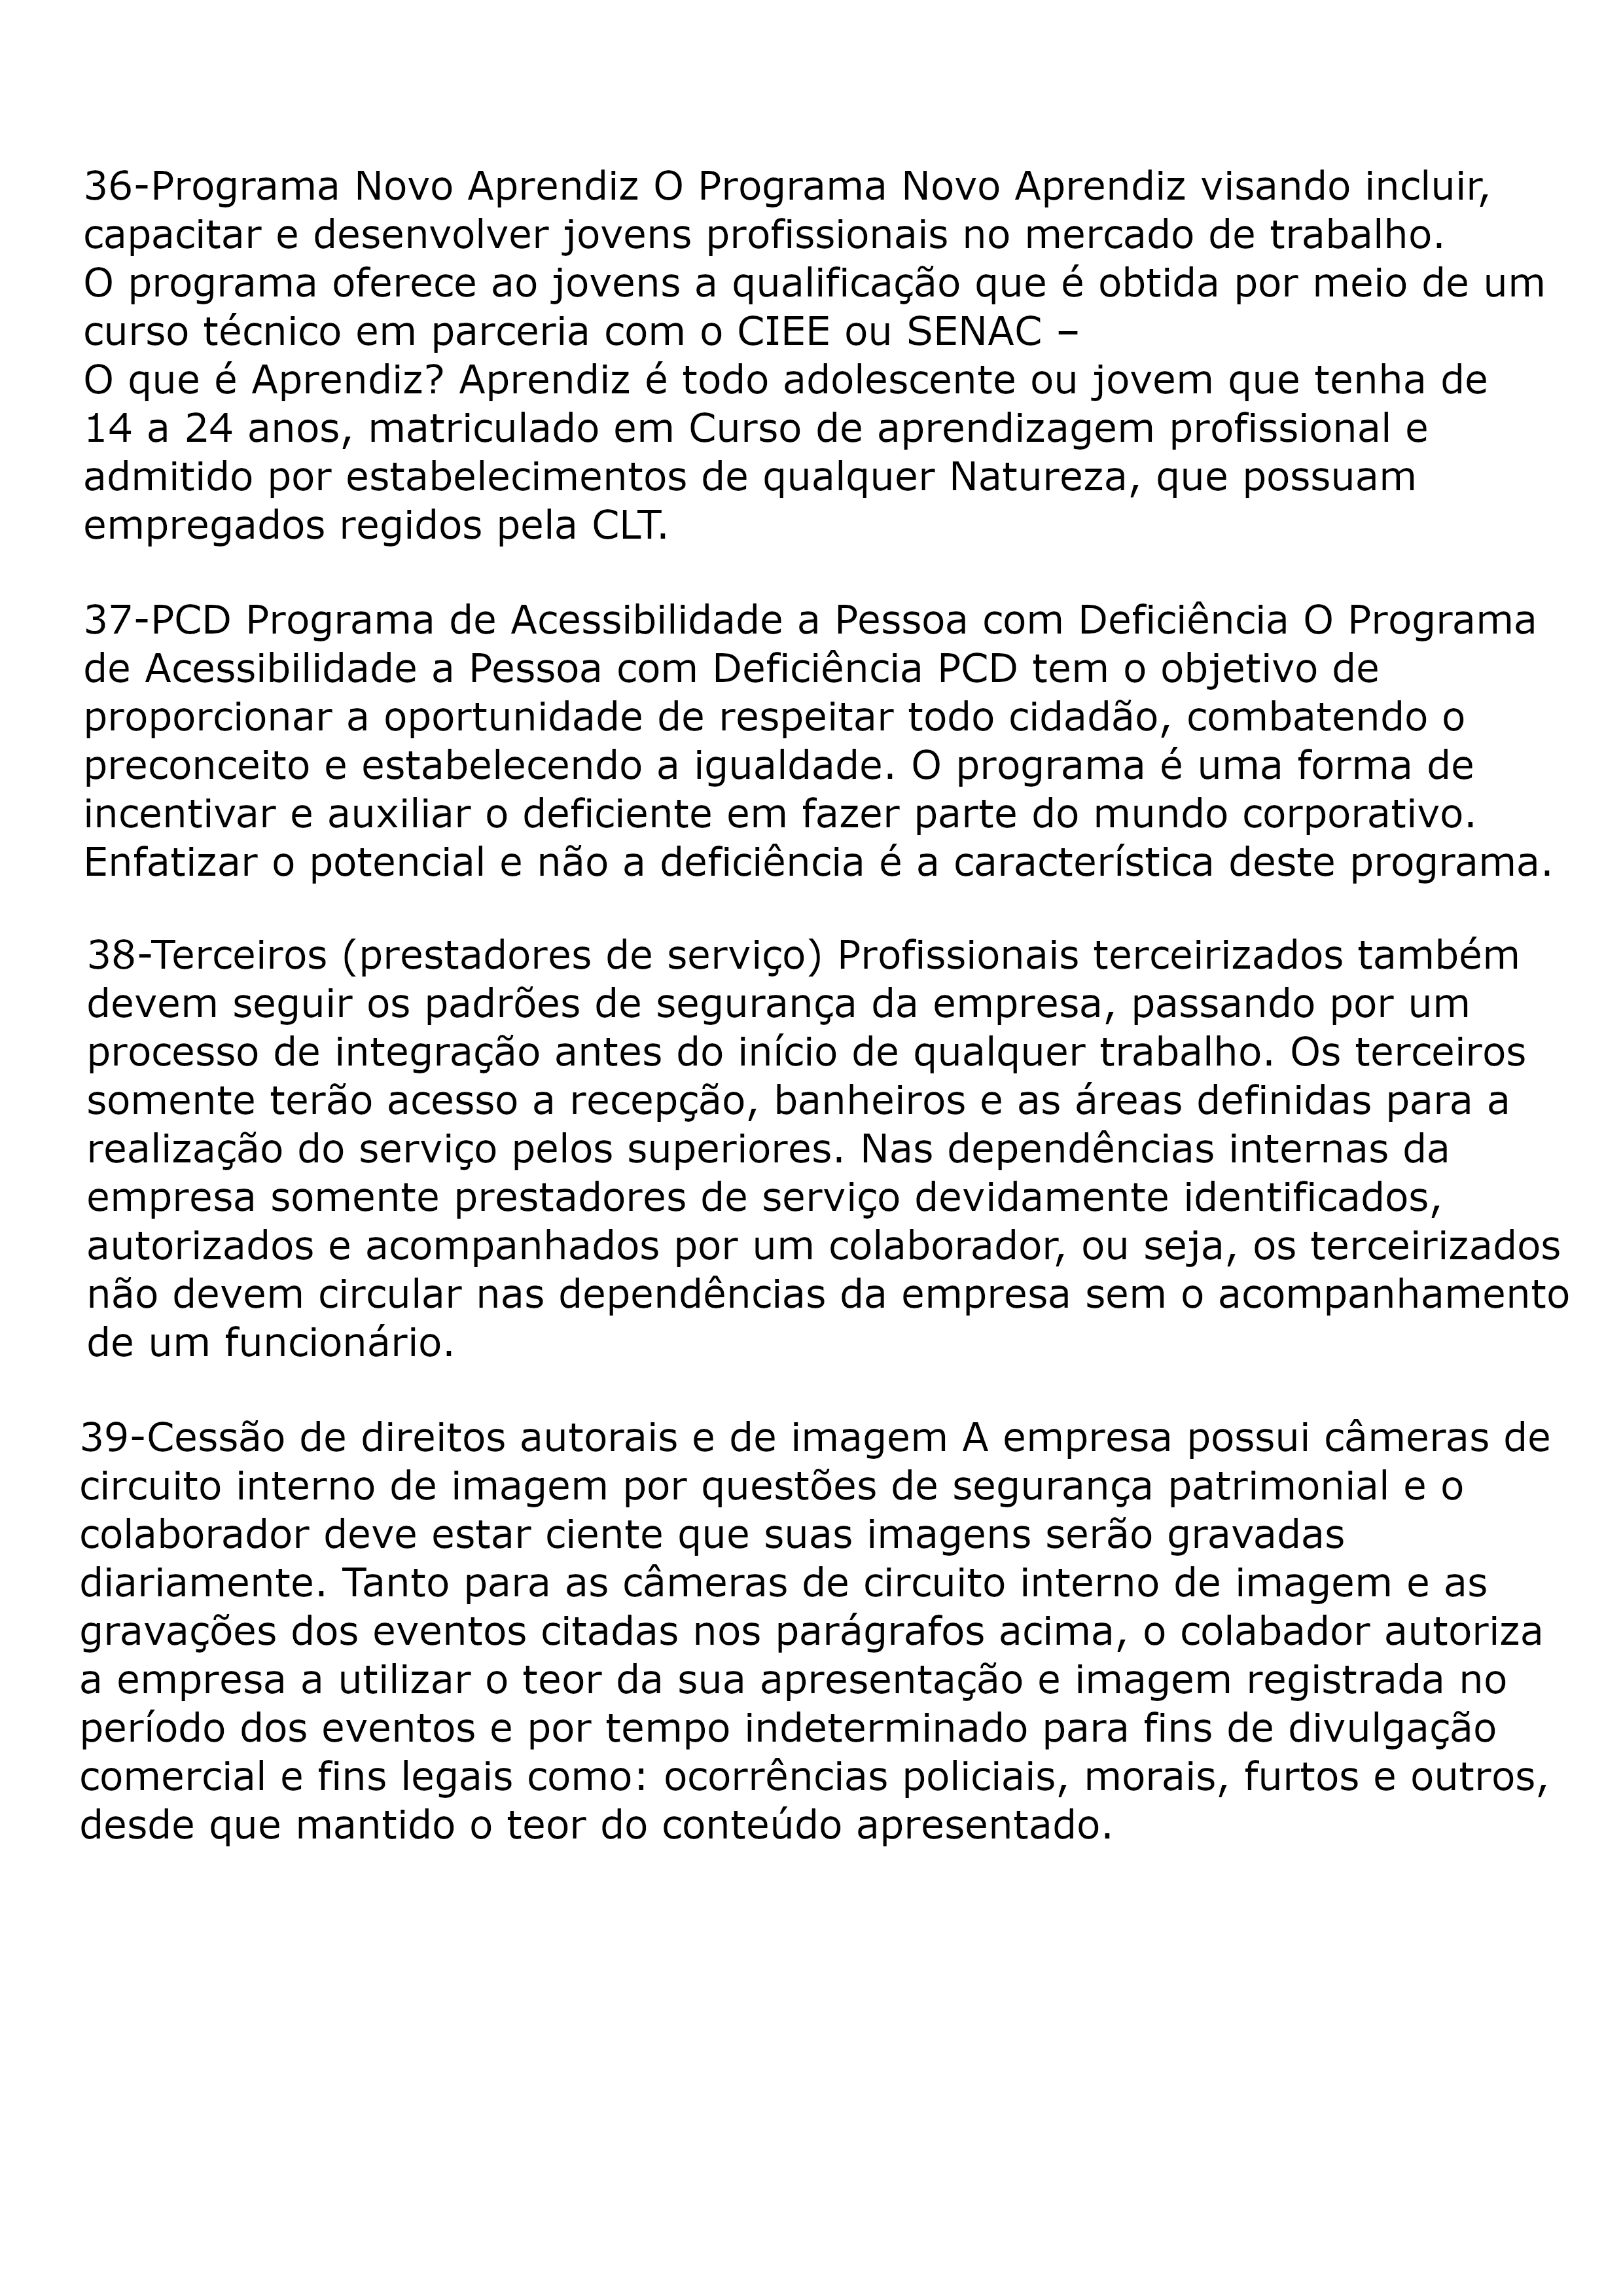 36-Programa Novo Aprendiz O Programa Novo Aprendiz visando incluir,
capacitar e desenvolver jovens profissionais no mercado de trabalho.
O programa oferece ao jovens a qualificação que é obtida por meio de um
curso técnico em parceria com o CIEE ou SENAC –
O que é Aprendiz? Aprendiz é todo adolescente ou jovem que tenha de
14 a 24 anos, matriculado em Curso de aprendizagem profissional e
admitido por estabelecimentos de qualquer Natureza, que possuam
empregados regidos pela CLT.
37-PCD Programa de Acessibilidade a Pessoa com Deficiência O Programa
de Acessibilidade a Pessoa com Deficiência PCD tem o objetivo de
proporcionar a oportunidade de respeitar todo cidadão, combatendo o
preconceito e estabelecendo a igualdade. O programa é uma forma de
incentivar e auxiliar o deficiente em fazer parte do mundo corporativo.
Enfatizar o potencial e não a deficiência é a característica deste programa.
38-Terceiros (prestadores de serviço) Profissionais terceirizados também
devem seguir os padrões de segurança da empresa, passando por um
processo de integração antes do início de qualquer trabalho. Os terceiros
somente terão acesso a recepção, banheiros e as áreas definidas para a
realização do serviço pelos superiores. Nas dependências internas da
empresa somente prestadores de serviço devidamente identificados,
autorizados e acompanhados por um colaborador, ou seja, os terceirizados
não devem circular nas dependências da empresa sem o acompanhamento
de um funcionário.
39-Cessão de direitos autorais e de imagem A empresa possui câmeras de
circuito interno de imagem por questões de segurança patrimonial e o
colaborador deve estar ciente que suas imagens serão gravadas
diariamente. Tanto para as câmeras de circuito interno de imagem e as
gravações dos eventos citadas nos parágrafos acima, o colabador autoriza
a empresa a utilizar o teor da sua apresentação e imagem registrada no
período dos eventos e por tempo indeterminado para fins de divulgação
comercial e fins legais como: ocorrências policiais, morais, furtos e outros,
desde que mantido o teor do conteúdo apresentado.